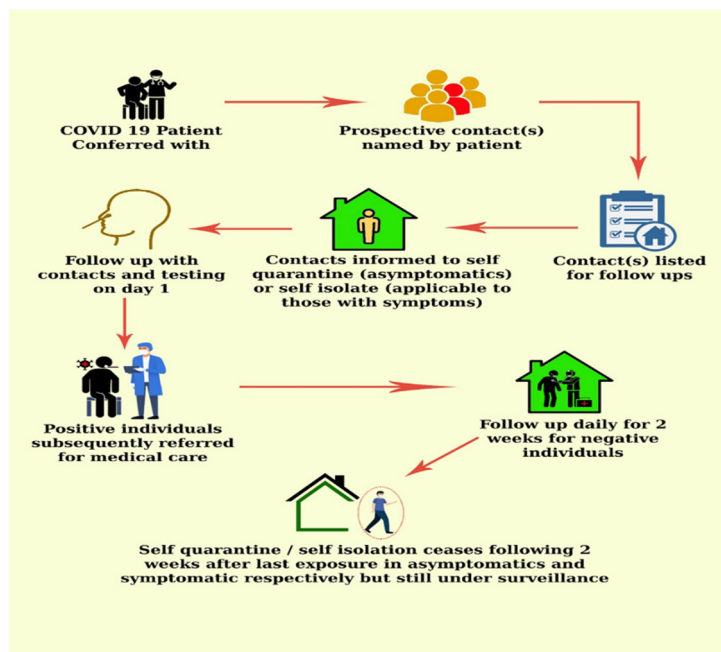 COVID 19 Patient
Conferred with
Prospective contact(s)
named by patient
Contact(s) listed
for follow ups
Contacts informed to self
quarantine (asymptomatics)
or self isolate (applicable to
those with symptoms)
Follow up with
contacts and testing
on day 1
Positive individuals
subsequently referred
for medical care
Follow up daily for 2
weeks for negative
individuals
Self quarantine / self isolation ceases following 2
weeks after last exposure in asymptomatics and
symptomatic respectively but still under surveillance